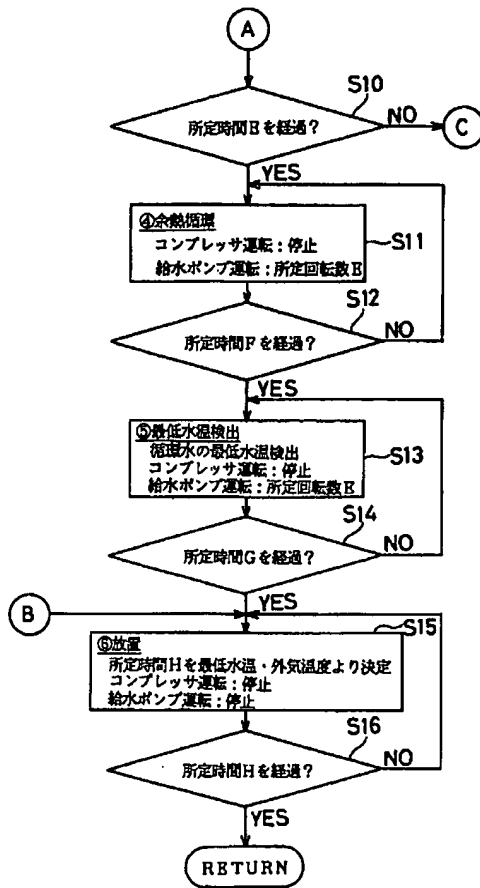 A
S10
所定時間Eを経過？
NO
C
YES
④余熱循環
コンプレッサ運転：停止
給水ポンプ運転：所定回転数E
S11
S12
所定時間Fを経過？
NO
YES
⑤最低水温検出
循環水の最低水温検出
コンプレッサ運転：停止
給水ポンプ運転：所定回転数E
S13
S14
所定時間Gを経過？
NO
B
YES
S15
⑥放置
所定時間Hを最低水温・外気温度より決定
コンプレッサ運転：停止
給水ポンプ運転：停止
S16
所定時間Hを経過？
NO
YES
RETURN